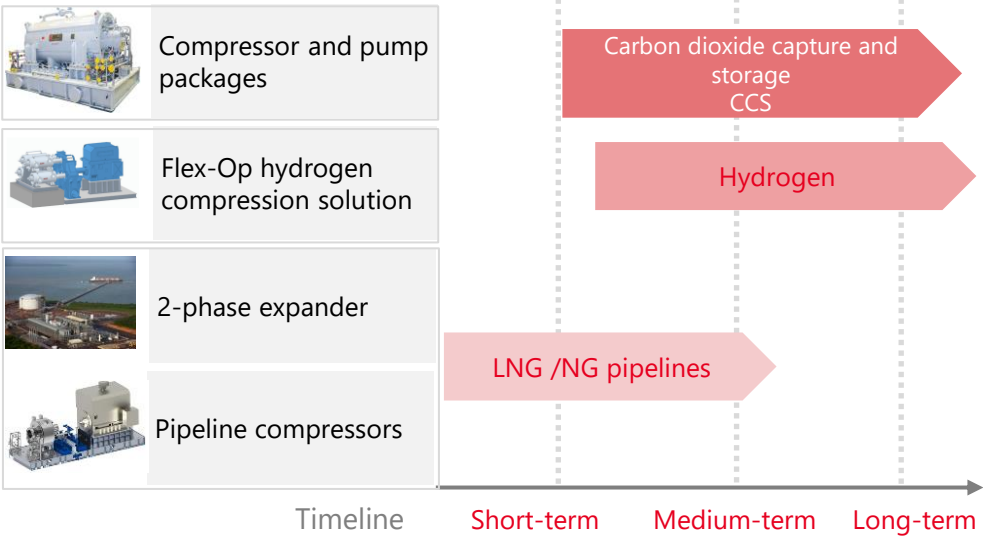 Compressor and pump
packages
Carbon dioxide capture and
storage
CCS
Flex-Op hydrogen
compression solution
Hydrogen
2-phase expander
LNG /NG pipelines
Pipeline compressors
Timeline
Short-term
Medium-term
Long-term